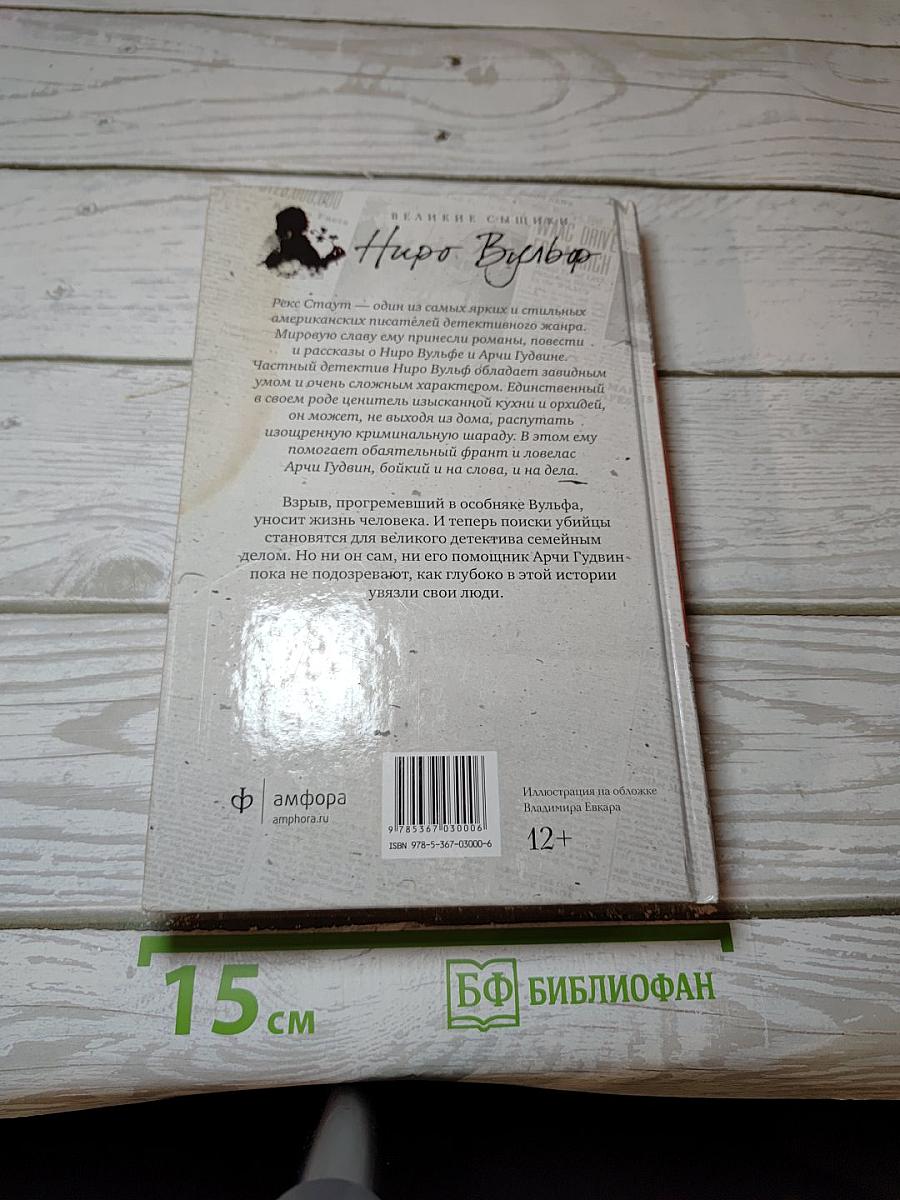 ВЕЛИКИЕ СЫЩИКИ
Ниро Вульф
Рекс Стаут — один из самых ярких и стильных
американских писателей детективного жанра.
Мировую славу ему принесли романы, повести
и рассказы о Ниро Вульфе и Арчи Гудвине.
Частный детектив Ниро Вульф обладает завидным
умом и очень сложным характером. Единственный
в своем роде ценитель изысканной кухни и орхидей,
он может, не выходя из дома, распутать
изощренную криминальную шараду. В этом ему
помогает обаятельный франт и ловелас
Арчи Гудвин, бойкий и на слова, и на дела.
Взрыв, прогремевший в особняке Вульфа,
уносит жизнь человека. И теперь поиски убийцы
становятся для великого детектива семейным
делом. Но ни он сам, ни его помощник Арчи Гудвин
пока не подозревают, как глубоко в этой истории
увязли свои люди.
ф амфора
amphora.ru
9 785367 030006
ISBN 978-5-367-03000-6
Иллюстрация на обложке
Владимира Евкара
12+
15 см
БФ БИБЛИОФАН